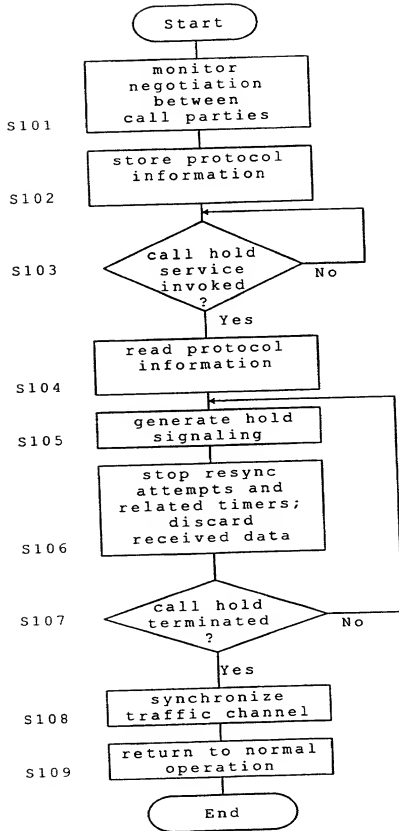 Start
monitor
negotiation
between
call parties
S101
store protocol
information
S102
call hold
service
invoked
?
S103
No
Yes
read protocol
information
S104
generate hold
signaling
S105
stop resync
attempts and
related timers;
discard
received data
S106
call hold
terminated
?
S107
No
Yes
synchronize
traffic channel
S108
return to normal
operation
S109
End